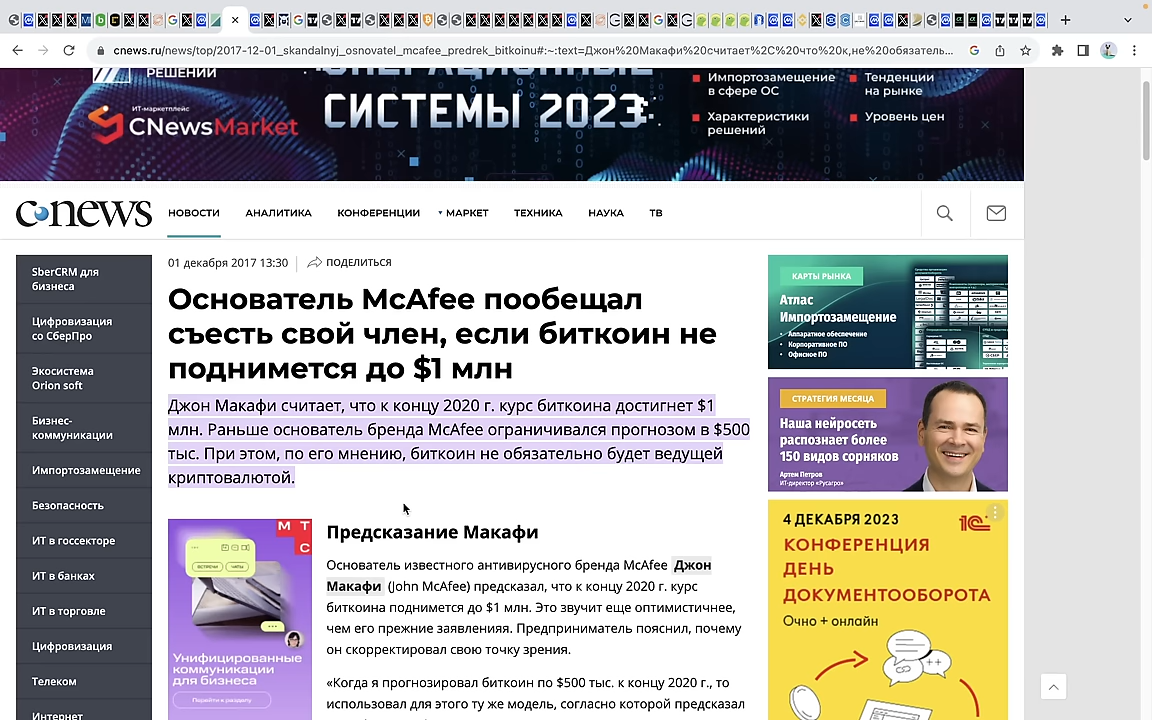 cnews.ru/news/top/2017-12-01_skandalnyj_osnovatel_mcafee_predrek_bitkoinu#:~:text=Джон%20Макафи%20считает%2C%20что%20к,не%20обязатель...
РЕШЕНИЙ
ИТ-маркетплейс
CNewsMarket
ОПЕРАЦИОННЫЕ
СИСТЕМЫ 2023
Импортозамещение
в сфере ОС
Характеристики
решений
Тенденции
на рынке
Уровень цен
cnews
НОВОСТИ
АНАЛИТИКА
КОНФЕРЕНЦИИ
МАРКЕТ
ТЕХНИКА
НАУКА
ТВ
SberCRM для
бизнеса
Цифровизация
со СберПро
Экосистема
Orion soft
Бизнес-
коммуникации
Импортозамещение
Безопасность
ИТ в госсекторе
ИТ в банках
ИТ в торговле
Цифровизация
Телеком
Интернет
01 декабря 2017 13:30
ПОДЕЛИТЬСЯ
Основатель McAfee пообещал
съесть свой член, если биткоин не
поднимется до $1 млн
Джон Макафи считает, что к концу 2020 г. курс биткоина достигнет $1
млн. Раньше основатель бренда McAfee ограничивался прогнозом в $500
тыс. При этом, по его мнению, биткоин не обязательно будет ведущей
криптовалютой.
МТ
С
ВСТРЕЧИ
ЧАТЫ
Унифицированные
коммуникации
для бизнеса
Перейти к разделу
Предсказание Макафи
Основатель известного антивирусного бренда McAfee Джон
Макафи (John McAfee) предсказал, что к концу 2020 г. курс
биткоина поднимется до $1 млн. Это звучит еще оптимистичнее,
чем его прежние заявленияя. Предприниматель пояснил, почему
он скорректировал свою точку зрения.
«Когда я прогнозировал биткоин по $500 тыс. к концу 2020 г., то
использовал для этого ту же модель, согласно которой предсказал
КАРТЫ РЫНКА
Атлас
Импортозамещение
Аппаратное обеспечение
Корпоративное ПО
Офисное ПО
СТРАТЕГИЯ МЕСЯЦА
Наша нейросеть
распознает более
150 видов сорняков
Артем Петров
ИТ-директор «Русагро»
4 ДЕКАБРЯ 2023
1С
КОНФЕРЕНЦИЯ
ДЕНЬ
ДОКУМЕНТООБОРОТА
Очно + онлайн